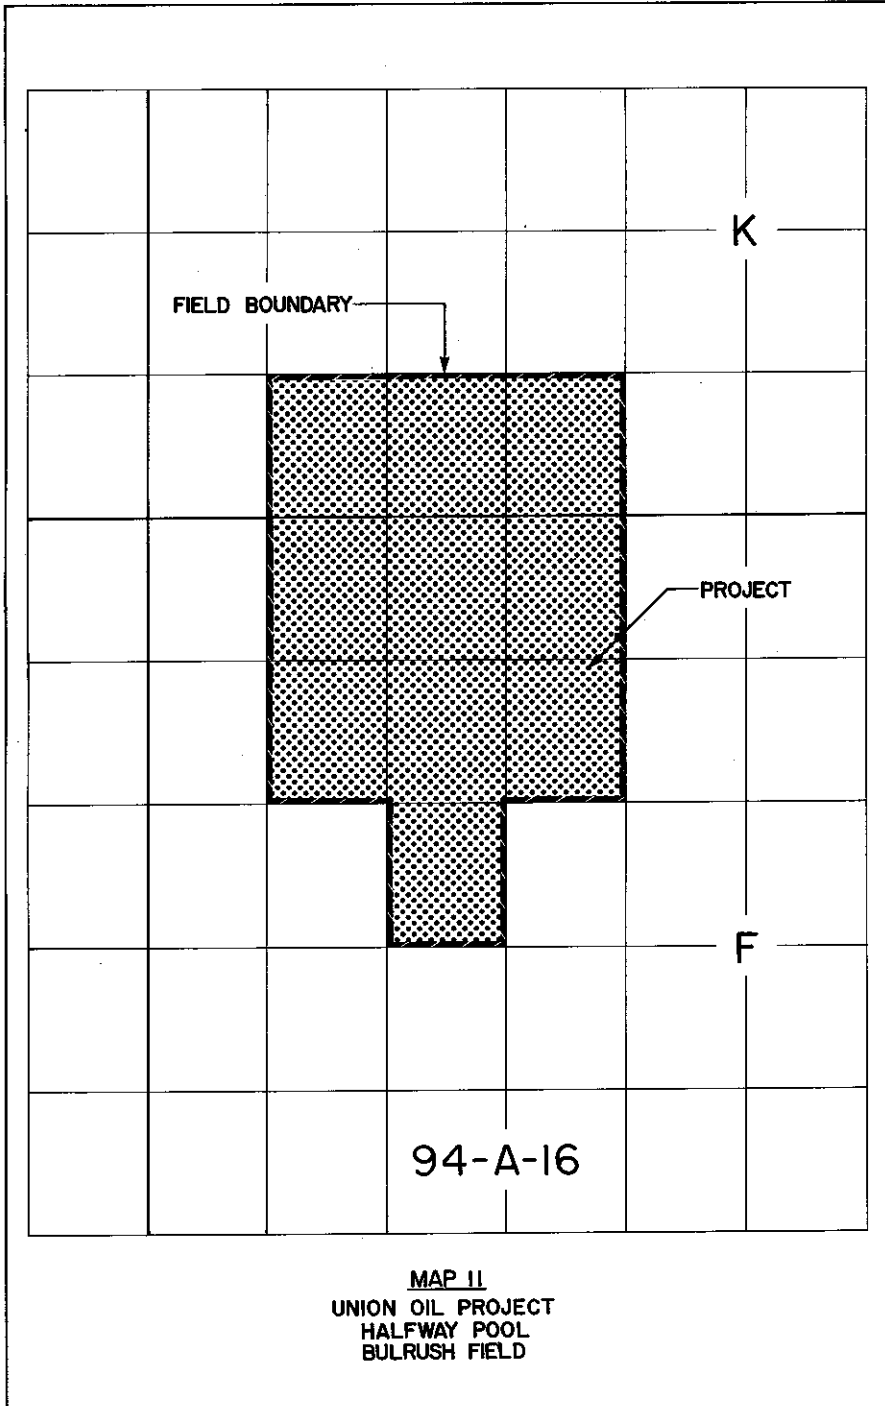 K
FIELD BOUNDARY
PROJECT
F
94-A-16
MAP 11
UNION OIL PROJECT
HALFWAY POOL
BULRUSH FIELD